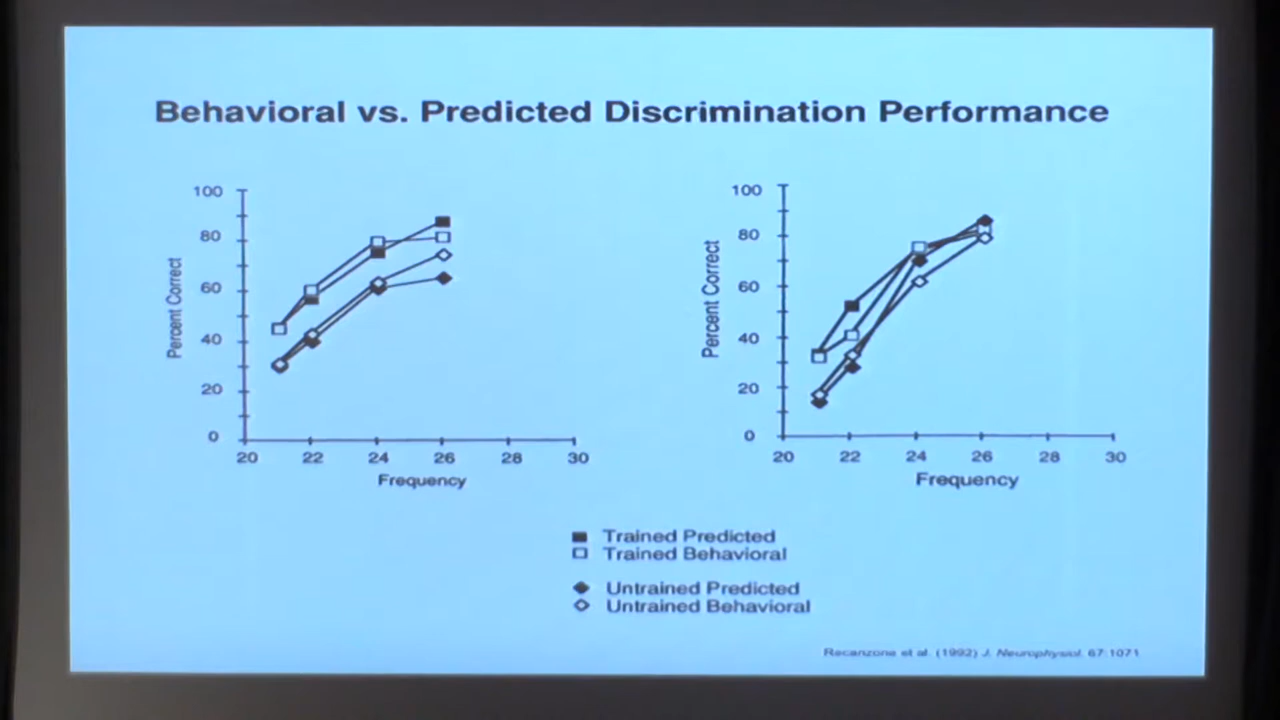 Behavioral vs. Predicted Discrimination Performance
100
80
60
40
20
0
Percent Correct
20 22 24 26 28 30
Frequency
100
80
60
40
20
0
Percent Correct
20 22 24 26 28 30
Frequency
Trained Predicted
Trained Behavioral
Untrained Predicted
Untrained Behavioral
Recanzone et al. (1992) J. Neurophysiol. 67:1071